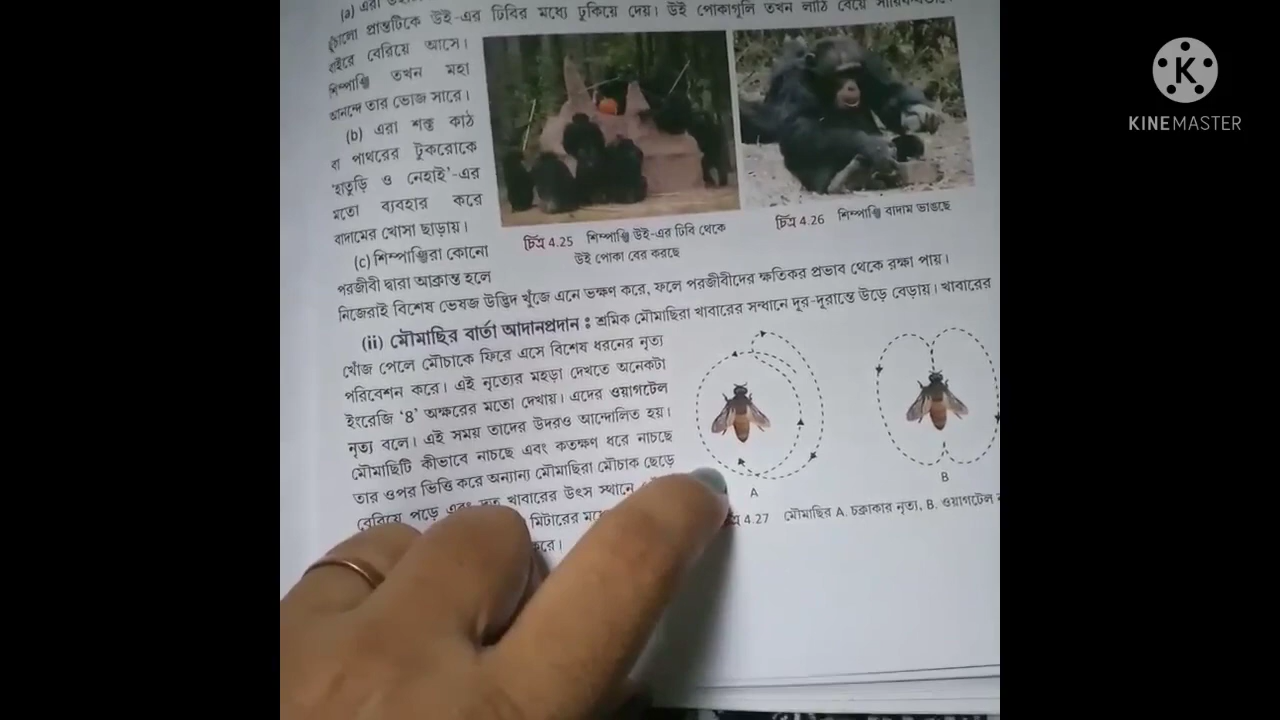 (a) এরা
প্রান্তটিকে উই-এর ঢিবির মধ্যে ঢুকিয়ে দেয়। উই পোকাগুলি তখন লাঠি বেয়ে
বাইরে বেরিয়ে আসে।
শিম্পাঞ্জি তখন মহা
আনন্দে তার ভোজ সারে।
(b) এরা শক্ত কাঠ
বা পাথরের টুকরোকে
'হাতুড়ি ও নেহাই'-এর
মতো ব্যবহার করে
বাদামের খোসা ছাড়ায়।
(c) শিম্পাঞ্জিরা কোনো
পরজীবী দ্বারা আক্রান্ত হলে
নিজেরাই বিশেষ ভেষজ উদ্ভিদ খুঁজে এনে ভক্ষণ করে, ফলে পরজীবীদের ক্ষতিকর প্রভাব থেকে রক্ষা পায়।
চিত্র 4.25 শিম্পাঞ্জি উই-এর ঢিবি থেকে
উই পোকা বের করছে
চিত্র 4.26 শিম্পাঞ্জি বাদাম ভাঙছে
(ii) মৌমাছির বার্তা আদানপ্রদান : শ্রমিক মৌমাছিরা খাবারের সন্ধানে দূর-দূরান্তে উড়ে বেড়ায়। খাবারের
খোঁজ পেলে মৌচাকে ফিরে এসে বিশেষ ধরনের নৃত্য
পরিবেশন করে। এই নৃত্যের মহড়া দেখতে অনেকটা
ইংরেজি '8' অক্ষরের মতো দেখায়। এদের ওয়াগটেল
নৃত্য বলে। এই সময় তাদের উদরও আন্দোলিত হয়।
মৌমাছিটি কীভাবে নাচছে এবং কতক্ষণ ধরে নাচছে
তার ওপর ভিত্তি করে অন্যান্য মৌমাছিরা মৌচাক ছেড়ে
বেরিয়ে পড়ে এবং দ্রুত খাবারের উৎস স্থানে
মিটারের
করে।
A
B
4.27 মৌমাছির A. চক্রাকার নৃত্য, B. ওয়াগটেল
K
KINEMASTER